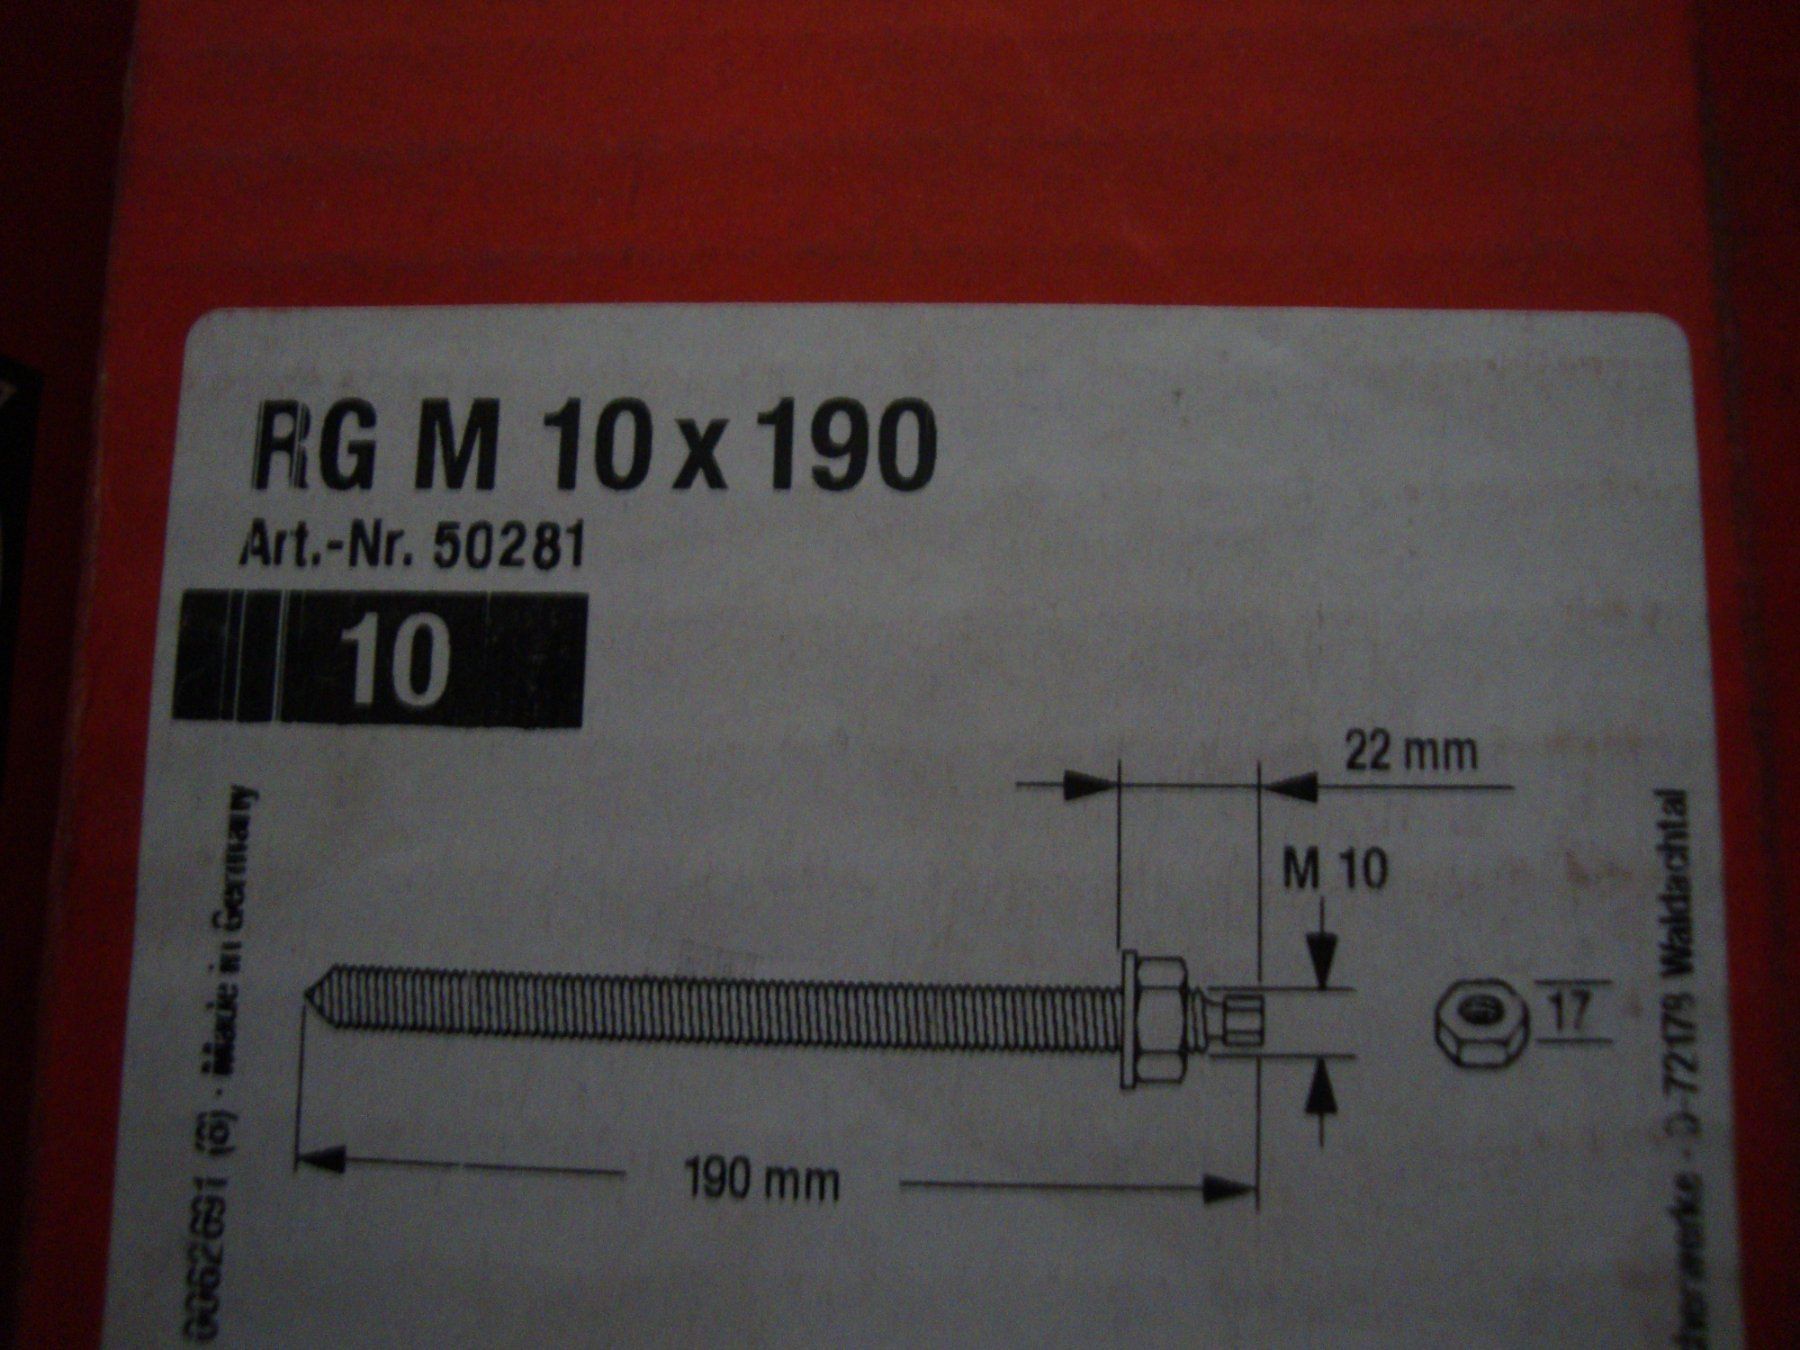 RG M 10 x 190
Art.-Nr. 50281
10
22 mm
M 10
17
190 mm
Made in Germany
D-72178 Waldachtal